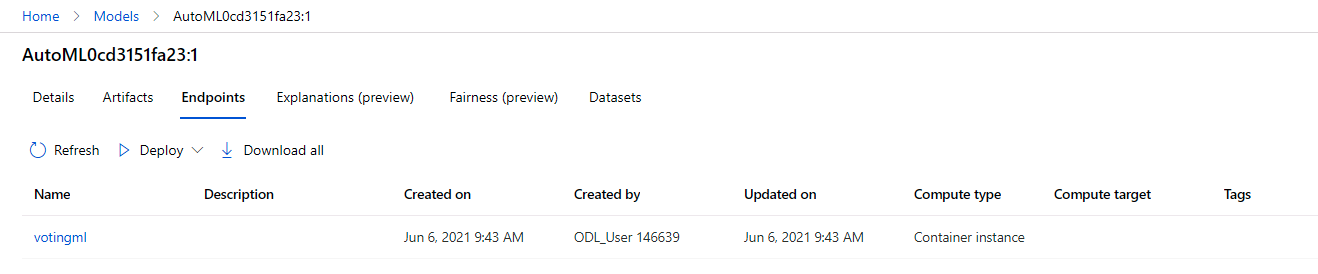 Home > Models > AutoML0cd3151fa23:1
AutoML0cd3151fa23:1
Details Artifacts Endpoints Explanations (preview) Fairness (preview) Datasets
Refresh Deploy Download all
Name Description Created on Created by Updated on Compute type Compute target Tags
votingml Jun 6, 2021 9:43 AM ODL_User 146639 Jun 6, 2021 9:43 AM Container instance